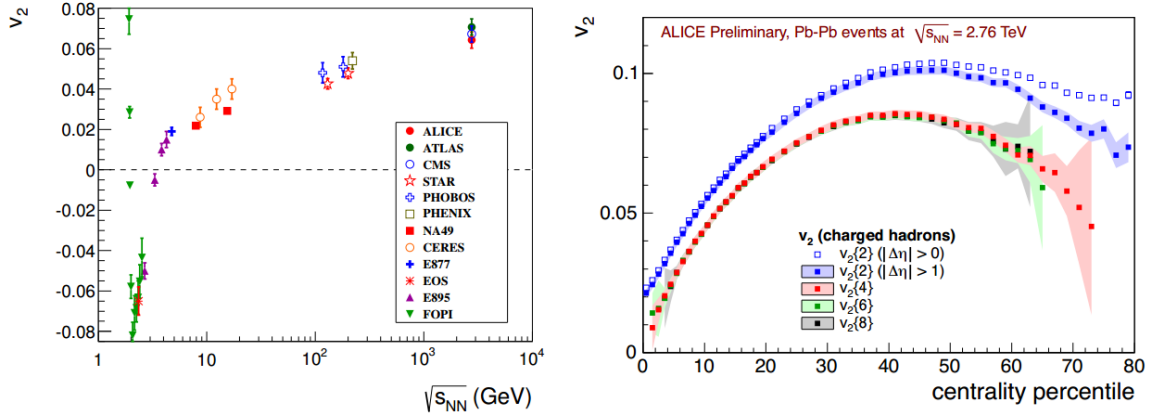 v₂
0.08
0.06
0.04
0.02
0
-0.02
-0.04
-0.06
-0.08
ALICE
ATLAS
CMS
STAR
PHOBOS
PHENIX
NA49
CERES
E877
EOS
E895
FOPI
1 10 10² 10³ 10⁴
√s_NN (GeV)
v₂
ALICE Preliminary, Pb-Pb events at √s_NN = 2.76 TeV
0.1
0.05
0
v₂ (charged hadrons)
v₂{2} (|Δη| > 0)
v₂{2} (|Δη| > 1)
v₂{4}
v₂{6}
v₂{8}
0 10 20 30 40 50 60 70 80
centrality percentile